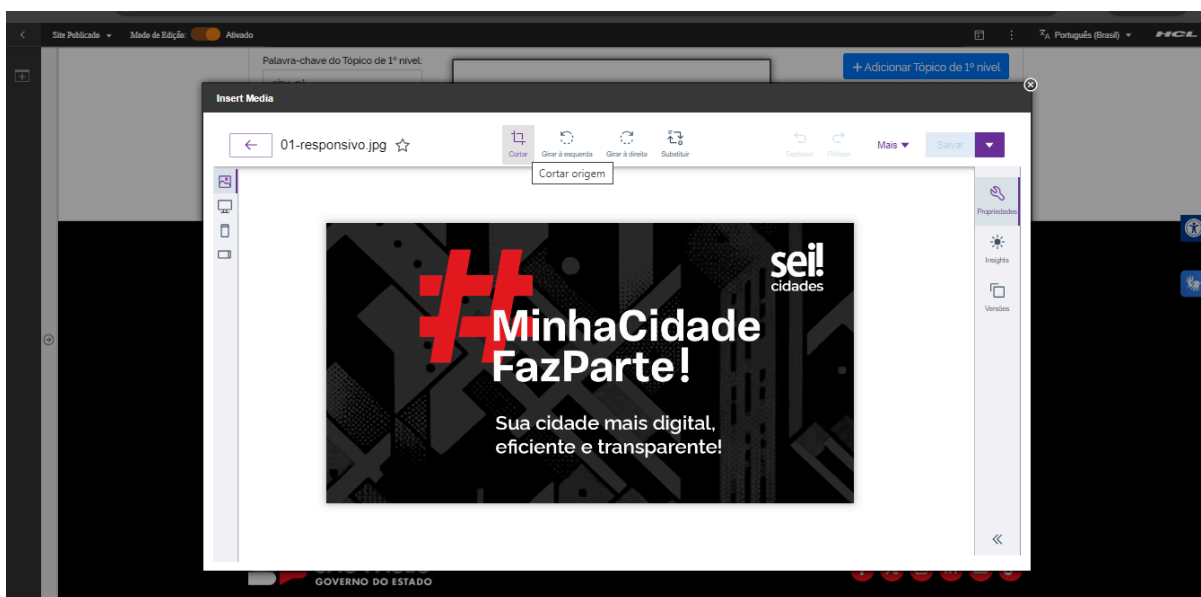 Site Publicado
Modo de Edição:
Ativado
Português (Brasil)
HCL
Palavra-chave do Tópico de 1º nível:
+ Adicionar Tópico de 1º nível
Insert Media
01-responsivo.jpg
Cortar
Girar à esquerda
Girar à direita
Substituir
Desfazer
Refazer
Mais
Salvar
Cortar origem
Propriedades
Insights
Versões
sei!
cidades
#MinhaCidade
FazParte!
Sua cidade mais digital,
eficiente e transparente!
GOVERNO DO ESTADO